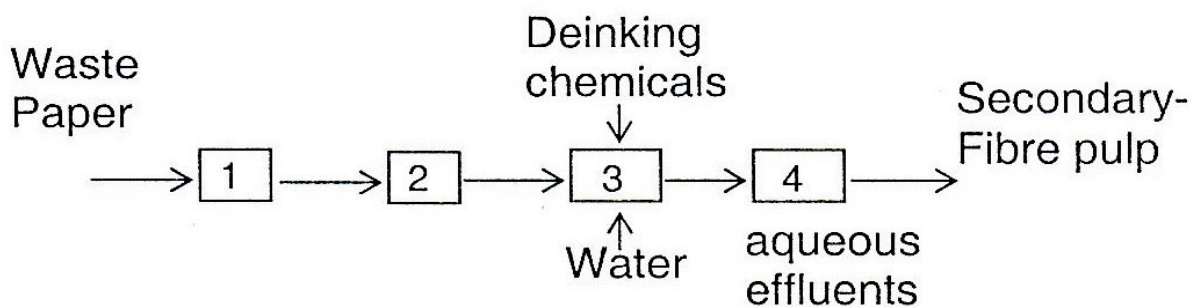 Waste
Paper
Deinking
chemicals
Secondary-
Fibre pulp
1
2
3
4
Water
aqueous
effluents